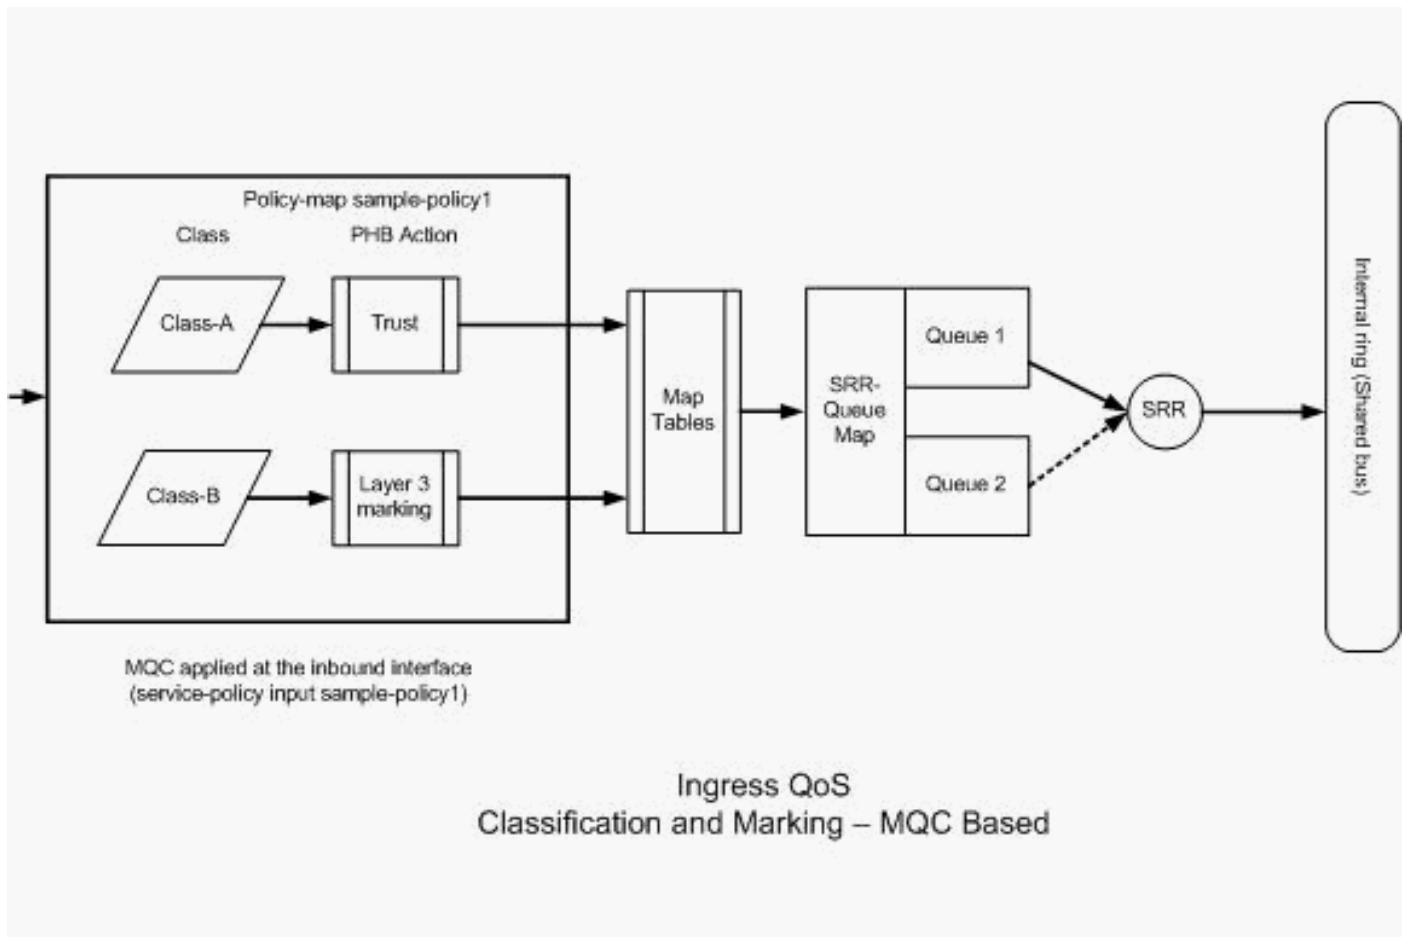 Policy-map sample-policy1
Class
PHB Action
Class-A
Trust
Class-B
Layer 3
marking
Map
Tables
SRR-
Queue
Map
Queue 1
Queue 2
SRR
Internal ring (Shared bus)
MQC applied at the inbound interface
(service-policy input sample-policy1)
Ingress QoS
Classification and Marking – MQC Based